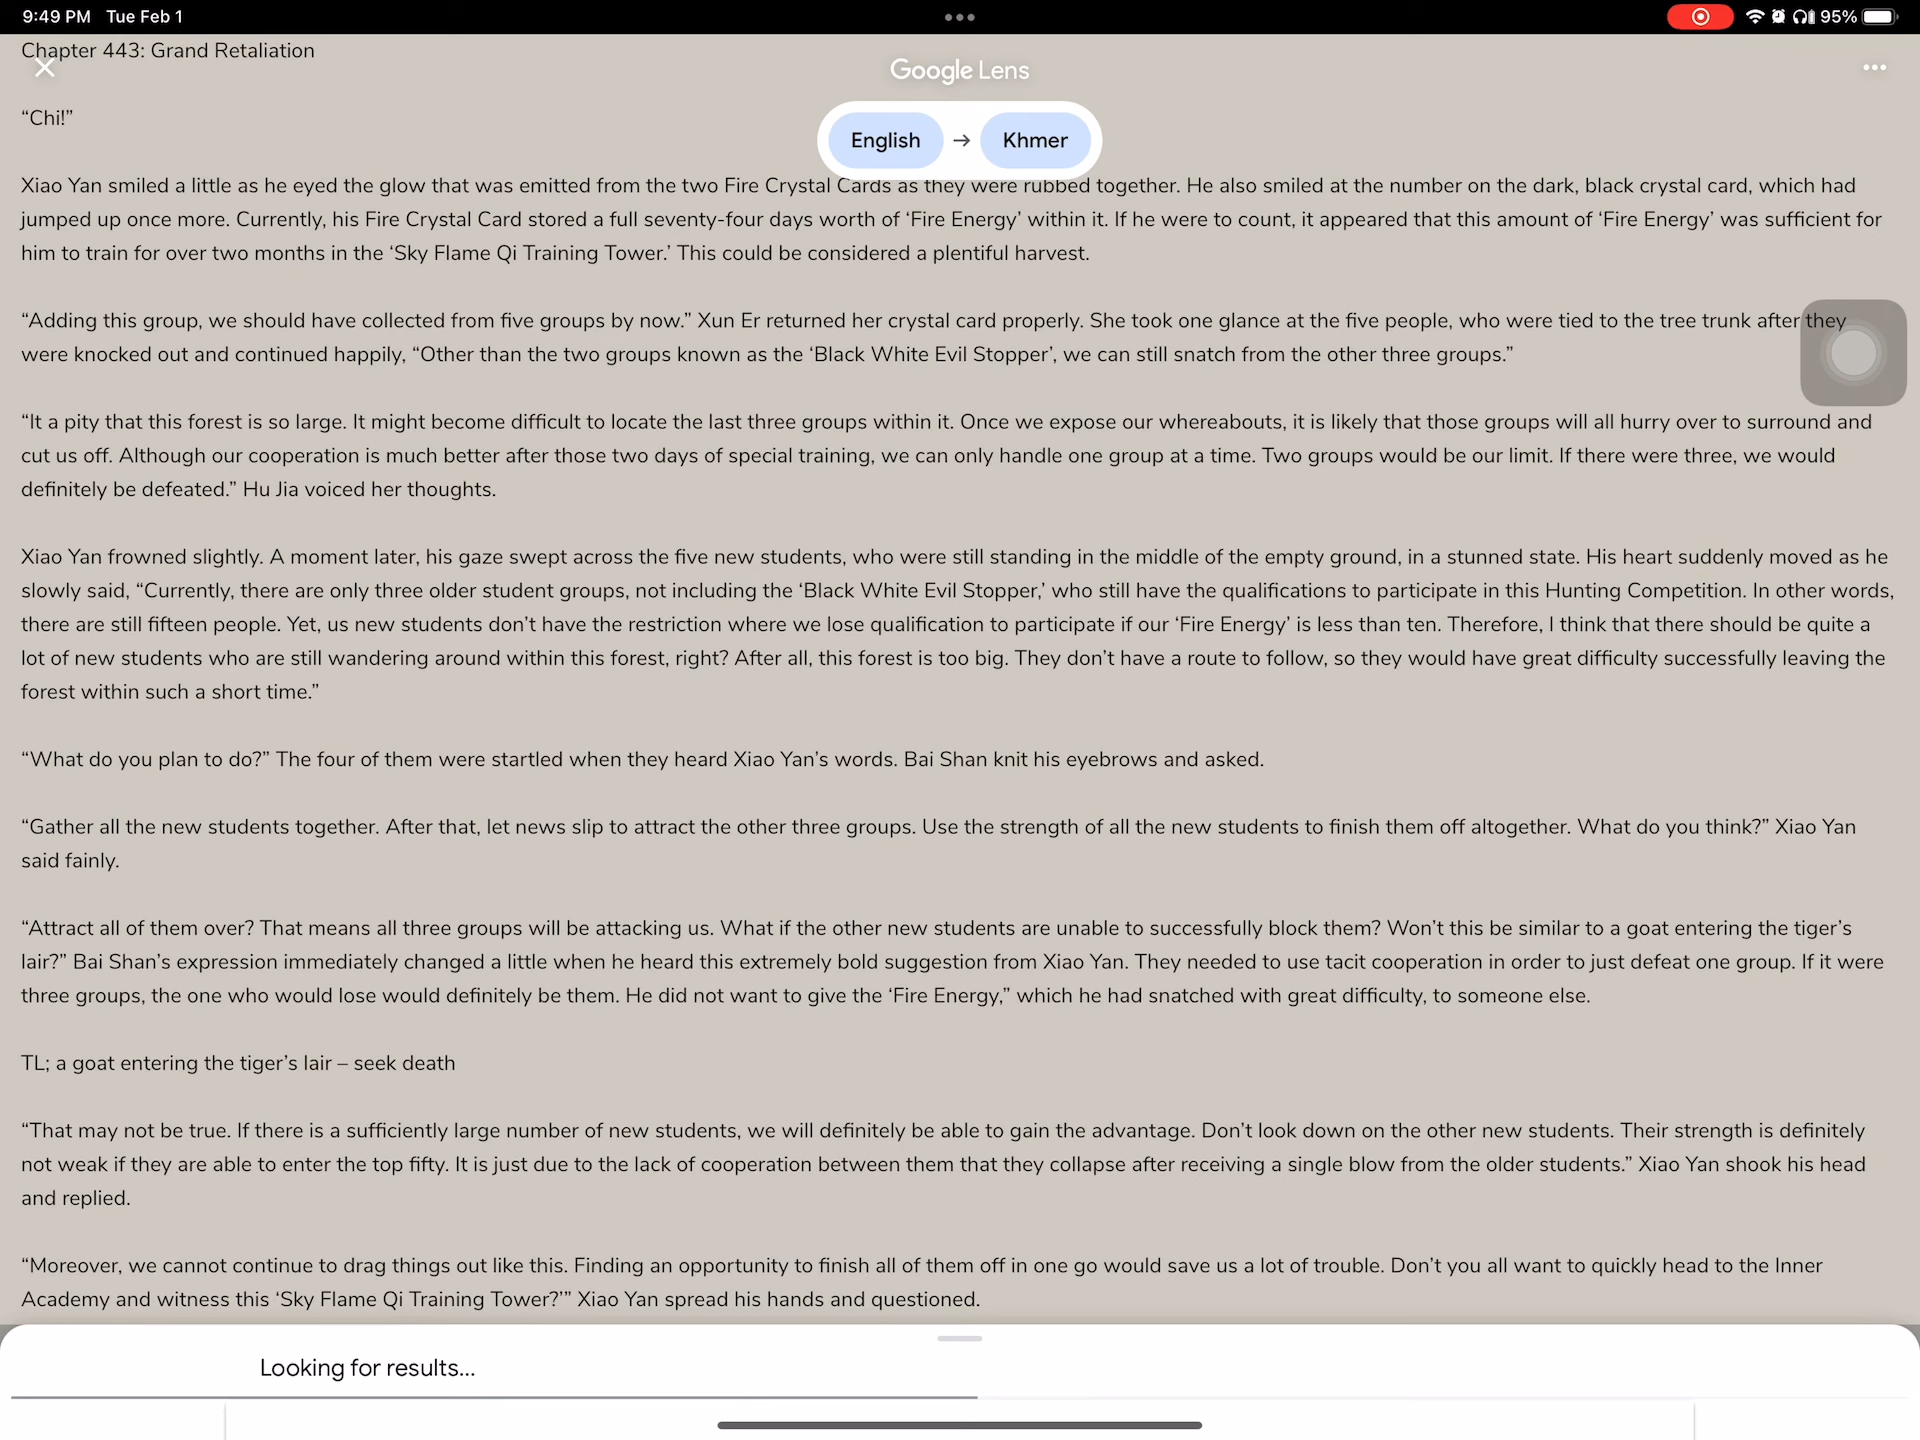 9:49 PM Tue Feb 1
95%
Chapter 443: Grand Retaliation
Google Lens
“Chi!”
English → Khmer
Xiao Yan smiled a little as he eyed the glow that was emitted from the two Fire Crystal Cards as they were rubbed together. He also smiled at the number on the dark, black crystal card, which had
jumped up once more. Currently, his Fire Crystal Card stored a full seventy-four days worth of ‘Fire Energy’ within it. If he were to count, it appeared that this amount of ‘Fire Energy’ was sufficient for
him to train for over two months in the ‘Sky Flame Qi Training Tower.’ This could be considered a plentiful harvest.
“Adding this group, we should have collected from five groups by now.” Xun Er returned her crystal card properly. She took one glance at the five people, who were tied to the tree trunk after they
were knocked out and continued happily, “Other than the two groups known as the ‘Black White Evil Stopper’, we can still snatch from the other three groups.”
“It a pity that this forest is so large. It might become difficult to locate the last three groups within it. Once we expose our whereabouts, it is likely that those groups will all hurry over to surround and
cut us off. Although our cooperation is much better after those two days of special training, we can only handle one group at a time. Two groups would be our limit. If there were three, we would
definitely be defeated.” Hu Jia voiced her thoughts.
Xiao Yan frowned slightly. A moment later, his gaze swept across the five new students, who were still standing in the middle of the empty ground, in a stunned state. His heart suddenly moved as he
slowly said, “Currently, there are only three older student groups, not including the ‘Black White Evil Stopper,’ who still have the qualifications to participate in this Hunting Competition. In other words,
there are still fifteen people. Yet, us new students don’t have the restriction where we lose qualification to participate if our ‘Fire Energy’ is less than ten. Therefore, I think that there should be quite a
lot of new students who are still wandering around within this forest, right? After all, this forest is too big. They don’t have a route to follow, so they would have great difficulty successfully leaving the
forest within such a short time.”
“What do you plan to do?” The four of them were startled when they heard Xiao Yan’s words. Bai Shan knit his eyebrows and asked.
“Gather all the new students together. After that, let news slip to attract the other three groups. Use the strength of all the new students to finish them off altogether. What do you think?” Xiao Yan
said fainly.
“Attract all of them over? That means all three groups will be attacking us. What if the other new students are unable to successfully block them? Won’t this be similar to a goat entering the tiger’s
lair?” Bai Shan’s expression immediately changed a little when he heard this extremely bold suggestion from Xiao Yan. They needed to use tacit cooperation in order to just defeat one group. If it were
three groups, the one who would lose would definitely be them. He did not want to give the ‘Fire Energy,” which he had snatched with great difficulty, to someone else.
TL; a goat entering the tiger’s lair – seek death
“That may not be true. If there is a sufficiently large number of new students, we will definitely be able to gain the advantage. Don’t look down on the other new students. Their strength is definitely
not weak if they are able to enter the top fifty. It is just due to the lack of cooperation between them that they collapse after receiving a single blow from the older students.” Xiao Yan shook his head
and replied.
“Moreover, we cannot continue to drag things out like this. Finding an opportunity to finish all of them off in one go would save us a lot of trouble. Don’t you all want to quickly head to the Inner
Academy and witness this ‘Sky Flame Qi Training Tower?’” Xiao Yan spread his hands and questioned.
Looking for results...